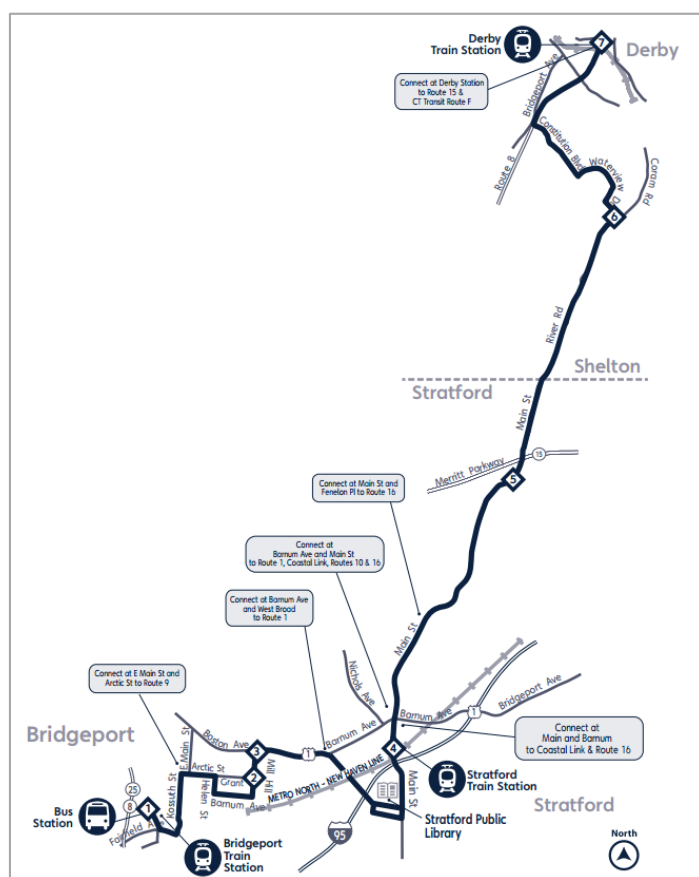 Derby
Train Station
7
Derby
Connect at Derby Station
to Route 15 &
CT Transit Route F
Bridgeport Ave
Constitution Blvd
Waterview Dr
Route 8
Coram Rd
6
River Rd
Shelton
Stratford
Main St
Merritt Parkway
15
5
Connect at Main St and
Fenelon Pl to Route 16
Connect at
Barnum Ave and Main St
to Route 1, Coastal Link, Routes 10 & 16
Connect at Barnum Ave
and West Broad
to Route 1
Main St
Nichols Ave
Connect at E Main St and
Arctic St to Route 9
Barnum Ave
Barnum Ave
1
Bridgeport Ave
Bridgeport
E Main St
Boston Ave
3
1
4
Connect at
Main and Barnum
to Coastal Link & Route 16
Arctic St
Mill Hill
2
Grant
Helen St
Barnum Ave
METRO NORTH - NEW HAVEN LINE
Kossuth St
Stratford
Train Station
Main St
Stratford
25
8
1
Bus
Station
Fairfield Ave
Stratford Public
Library
95
Bridgeport
Train
Station
North